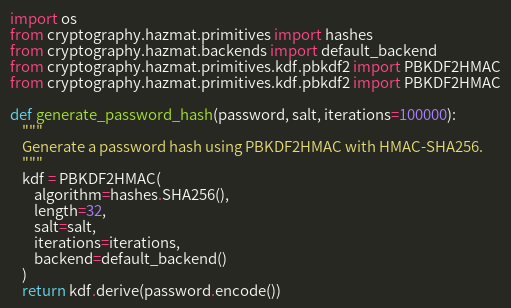 import os
from cryptography.hazmat.primitives import hashes
from cryptography.hazmat.backends import default_backend
from cryptography.hazmat.primitives.kdf.pbkdf2 import PBKDF2HMAC
from cryptography.hazmat.primitives.kdf.pbkdf2 import PBKDF2HMAC

def generate_password_hash(password, salt, iterations=100000):
    """
    Generate a password hash using PBKDF2HMAC with HMAC-SHA256.
    """
    kdf = PBKDF2HMAC(
        algorithm=hashes.SHA256(),
        length=32,
        salt=salt,
        iterations=iterations,
        backend=default_backend()
    )
    return kdf.derive(password.encode())